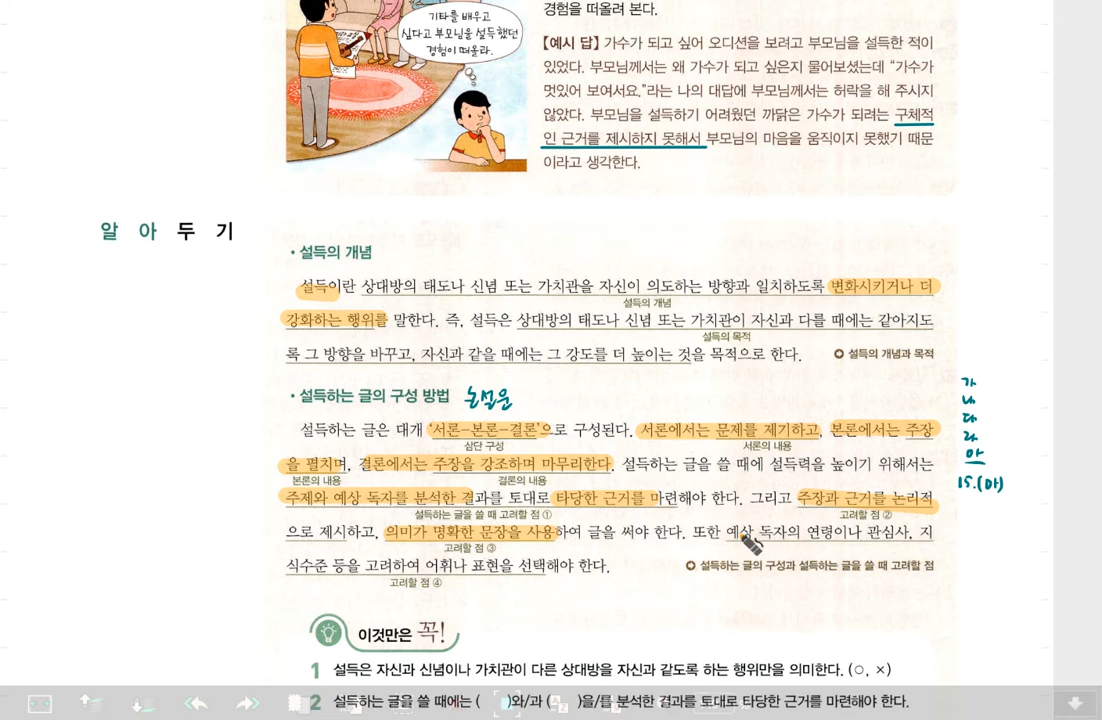 경험을 떠올려 본다.
기타를 배우고
싶다고 부모님을 설득했던
경험이 떠올라.
【예시 답】 가수가 되고 싶어 오디션을 보려고 부모님을 설득한 적이
있었다. 부모님께서는 왜 가수가 되고 싶은지 물어보셨는데 “가수가
멋있어 보여서요.”라는 나의 대답에 부모님께서는 허락을 해 주시지
않았다. 부모님을 설득하기 어려웠던 까닭은 가수가 되려는 구체적
인 근거를 제시하지 못해서 부모님의 마음을 움직이지 못했기 때문
이라고 생각한다.
알 아 두 기
• 설득의 개념
설득이란 상대방의 태도나 신념 또는 가치관을 자신이 의도하는 방향과 일치하도록 변화시키거나 더
설득의 개념
강화하는 행위를 말한다. 즉, 설득은 상대방의 태도나 신념 또는 가치관이 자신과 다를 때에는 같아지도
설득의 목적
록 그 방향을 바꾸고, 자신과 같을 때에는 그 강도를 더 높이는 것을 목적으로 한다.
설득의 개념과 목적
• 설득하는 글의 구성 방법 논설문
설득하는 글은 대개 ‘서론-본론-결론’으로 구성된다. 서론에서는 문제를 제기하고, 본론에서는 주장
삼단 구성 서론의 내용
을 펼치며, 결론에서는 주장을 강조하며 마무리한다. 설득하는 글을 쓸 때에 설득력을 높이기 위해서는
본론의 내용 결론의 내용
주제와 예상 독자를 분석한 결과를 토대로 타당한 근거를 마련해야 한다. 그리고 주장과 근거를 논리적
설득하는 글을 쓸 때 고려할 점 ① 고려할 점 ②
으로 제시하고, 의미가 명확한 문장을 사용하여 글을 써야 한다. 또한 예상 독자의 연령이나 관심사, 지
고려할 점 ③
식수준 등을 고려하여 어휘나 표현을 선택해야 한다.
설득하는 글의 구성과 설득하는 글을 쓸 때 고려할 점
고려할 점 ④
가
나
다
라
마
15.(마)
이것만은 꼭!
1 설득은 자신과 신념이나 가치관이 다른 상대방을 자신과 같도록 하는 행위만을 의미한다. (○, ×)
2 설득하는 글을 쓸 때에는 ( )와/과 ( )을/를 분석한 결과를 토대로 타당한 근거를 마련해야 한다.